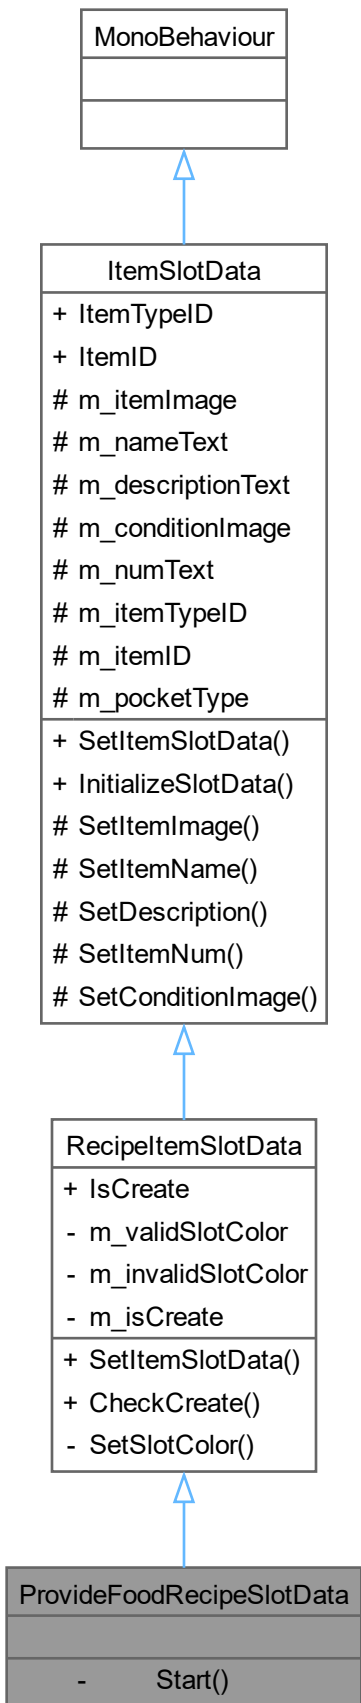 MonoBehaviour
ItemSlotData
+ ItemTypeID
+ ItemID
# m_itemImage
# m_nameText
# m_descriptionText
# m_conditionImage
# m_numText
# m_itemTypeID
# m_itemID
# m_pocketType
+ SetItemSlotData()
+ InitializeSlotData()
# SetItemImage()
# SetItemName()
# SetDescription()
# SetItemNum()
# SetConditionImage()
RecipeItemSlotData
+ IsCreate
- m_validSlotColor
- m_invalidSlotColor
- m_isCreate
+ SetItemSlotData()
+ CheckCreate()
- SetSlotColor()
ProvideFoodRecipeSlotData
- Start()